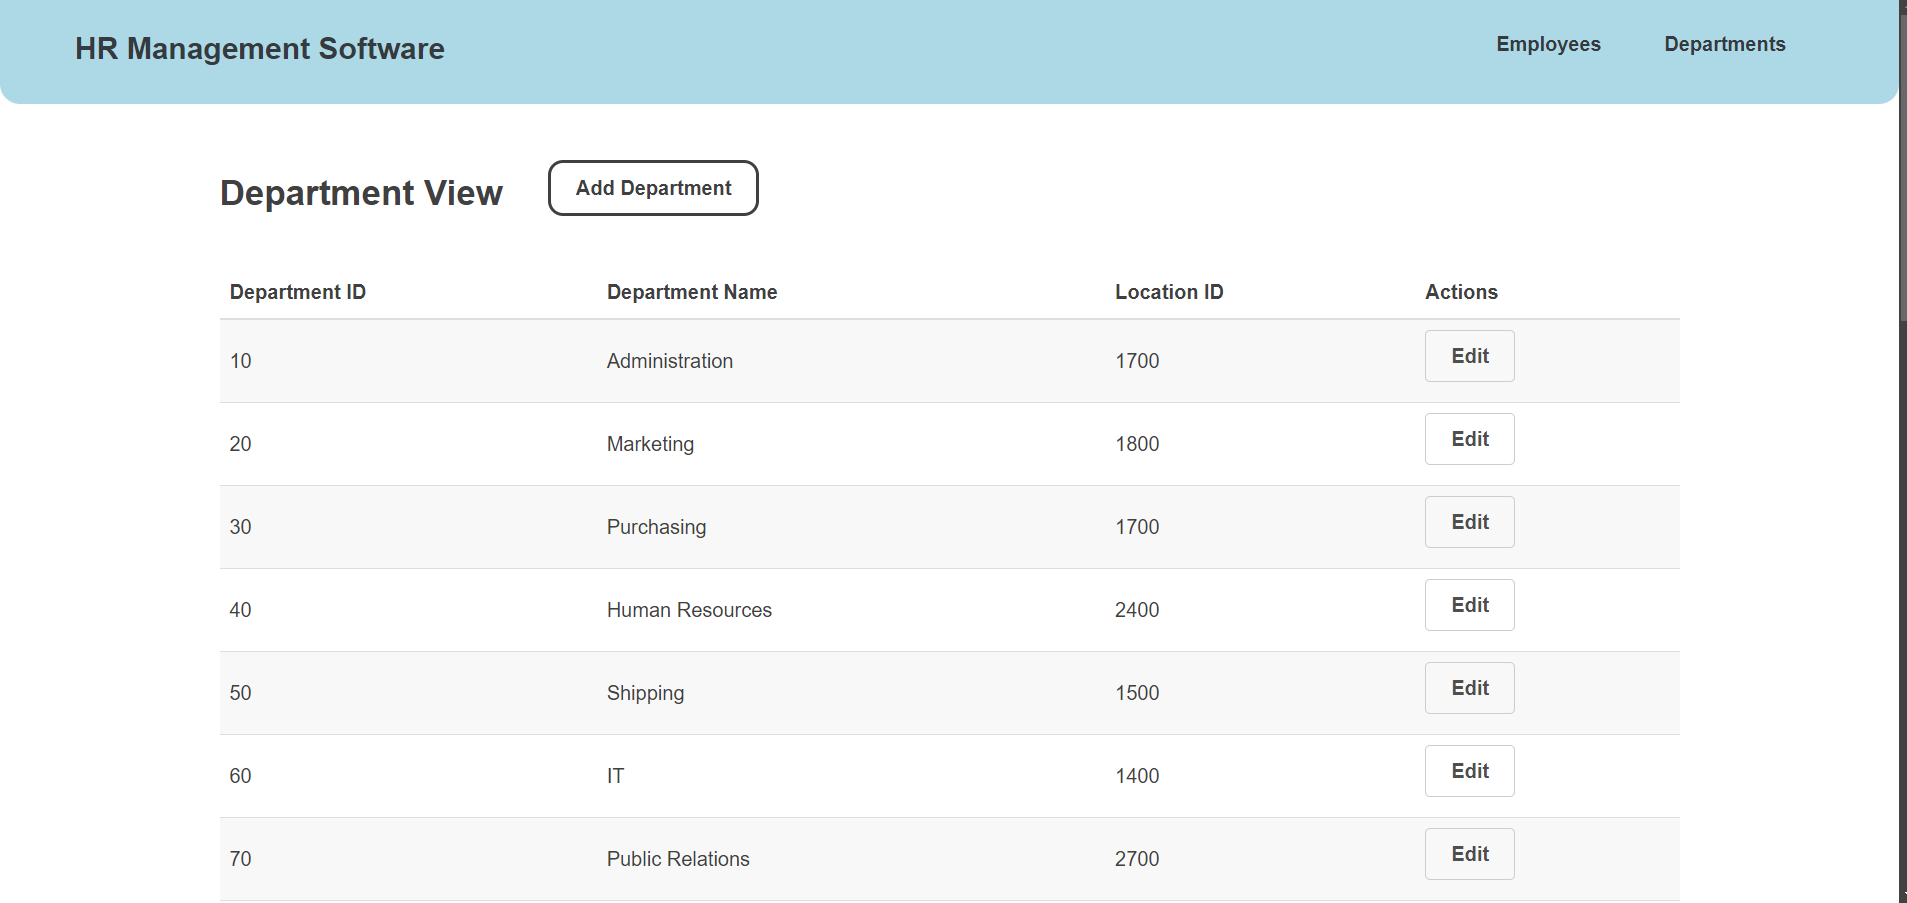 HR Management Software Employees Departments
Department View Add Department
Department ID Department Name Location ID Actions
10 Administration 1700 Edit
20 Marketing 1800 Edit
30 Purchasing 1700 Edit
40 Human Resources 2400 Edit
50 Shipping 1500 Edit
60 IT 1400 Edit
70 Public Relations 2700 Edit